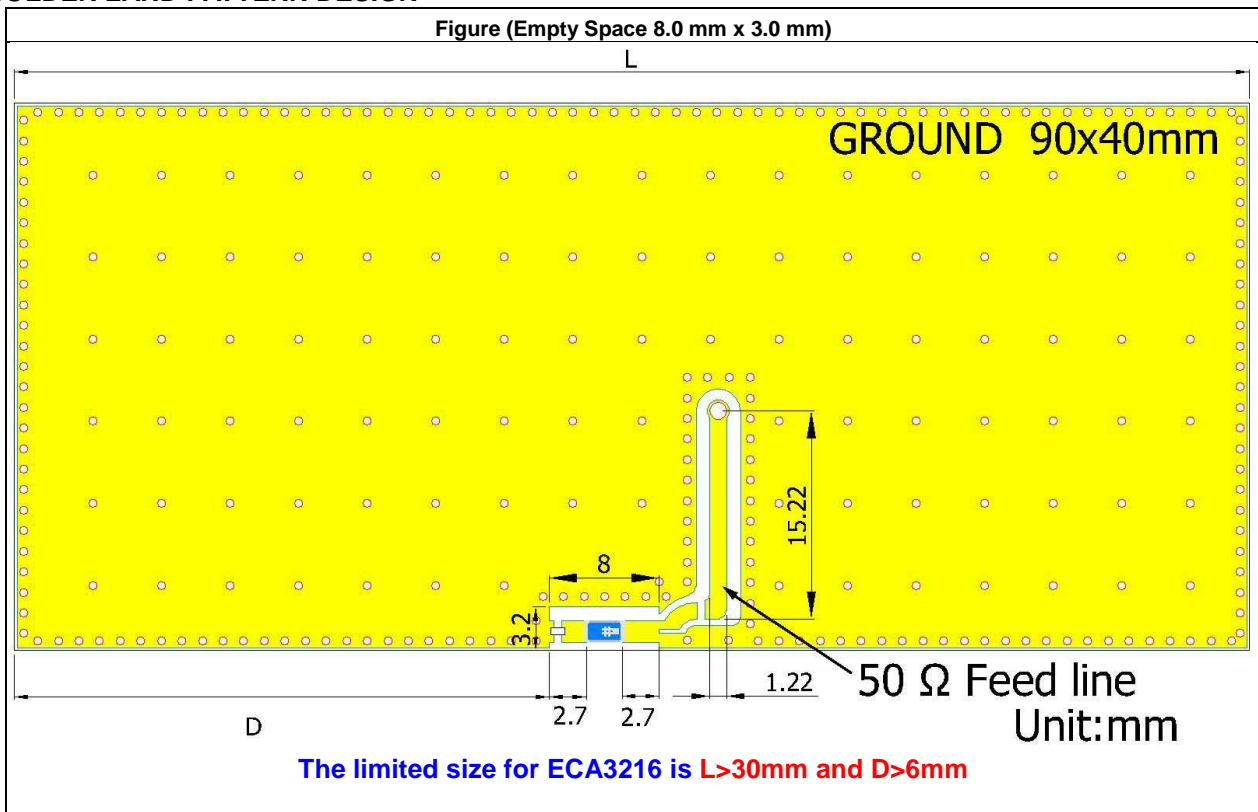 Figure (Empty Space 8.0 mm x 3.0 mm)
L
GROUND 90x40mm
15.22
8
3.2
1.22
50 Ω Feed line
2.7
2.7
Unit:mm
D
The limited size for ECA3216 is L>30mm and D>6mm